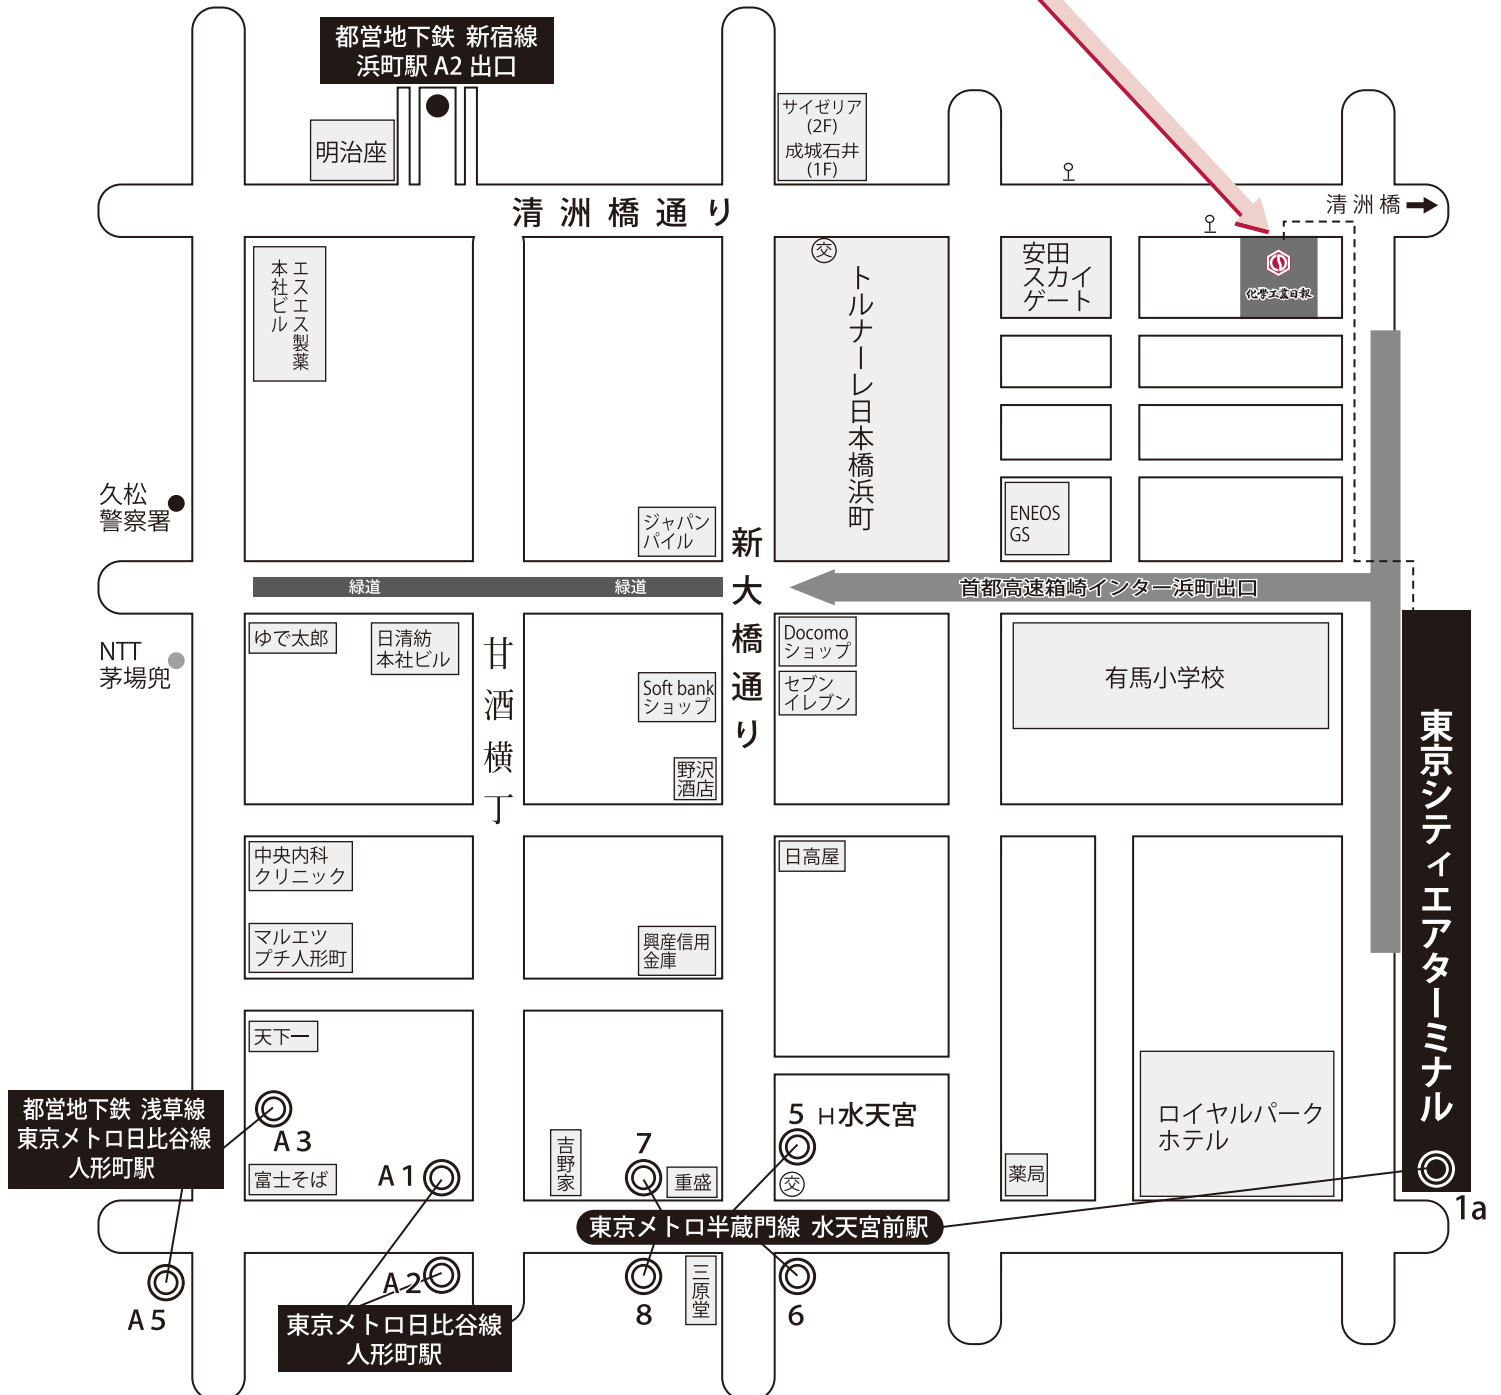 都営地下鉄 新宿線
浜町駅 A2 出口
明治座
サイゼリア
(2F)
成城石井
(1F)
清洲橋通り
清洲橋
エスエス製薬
本社ビル
交
トルナーレ日本橋浜町
安田
スカイ
ゲート
化学工業日報
久松
警察署
ジャパン
パイル
ENEOS
GS
新大橋通り
緑道
緑道
首都高速箱崎インター浜町出口
NTT
茅場兜
ゆで太郎
日清紡
本社ビル
甘酒横丁
Soft bank
ショップ
野沢
酒店
Docomo
ショップ
セブン
イレブン
有馬小学校
東京シティエアターミナル
中央内科
クリニック
マルエツ
プチ人形町
興産信用
金庫
日高屋
天下一
都営地下鉄 浅草線
東京メトロ日比谷線
人形町駅
A 3
富士そば
A 1
吉野家
7
重盛
5
H水天宮
交
薬局
ロイヤルパーク
ホテル
1a
東京メトロ半蔵門線 水天宮前駅
A 5
A 2
8
三原堂
6
東京メトロ日比谷線
人形町駅